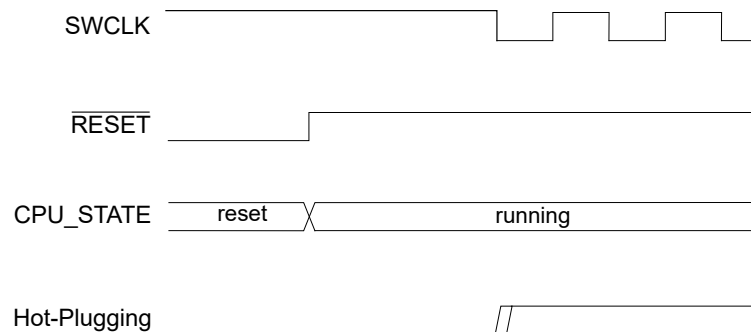 SWCLK
RESET
CPU_STATE reset running
Hot-Plugging